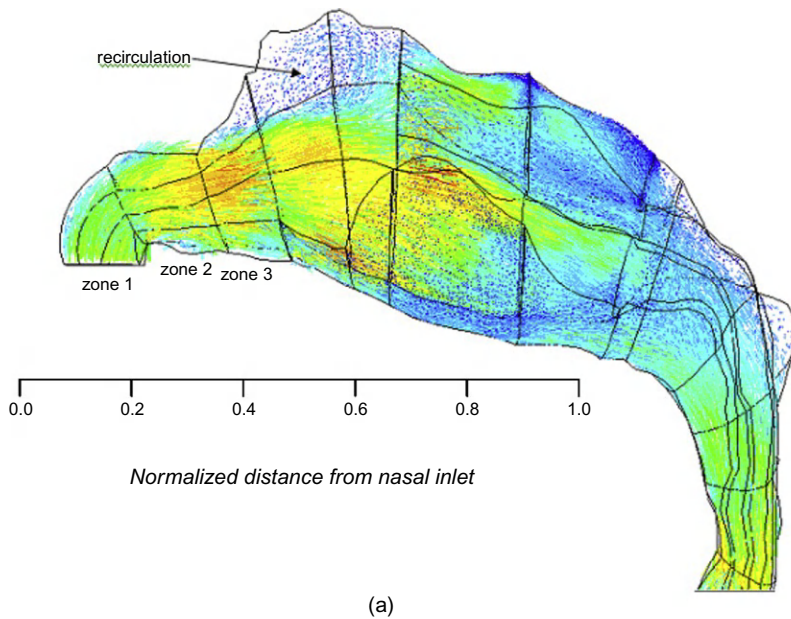 recirculation
zone 1
zone 2
zone 3
0.0 0.2 0.4 0.6 0.8 1.0
Normalized distance from nasal inlet
(a)